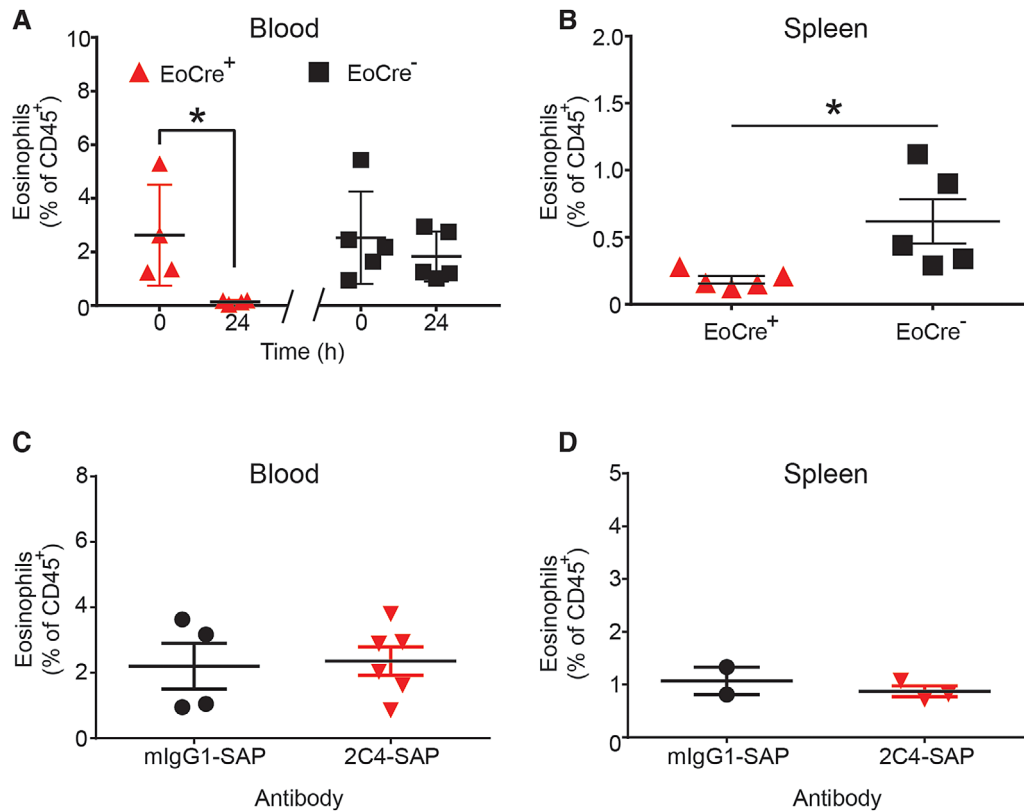 A
Blood
EoCre+
EoCre-
*
Eosinophils
(% of CD45+)
10
8
6
4
2
0
0
24
0
24
Time (h)
B
Spleen
*
Eosinophils
(% of CD45+)
2.0
1.5
1.0
0.5
0
EoCre+
EoCre-
C
Blood
Eosinophils
(% of CD45+)
8
6
4
2
0
mIgG1-SAP
2C4-SAP
Antibody
D
Spleen
Eosinophils
(% of CD45+)
5
4
3
2
1
0
mIgG1-SAP
2C4-SAP
Antibody